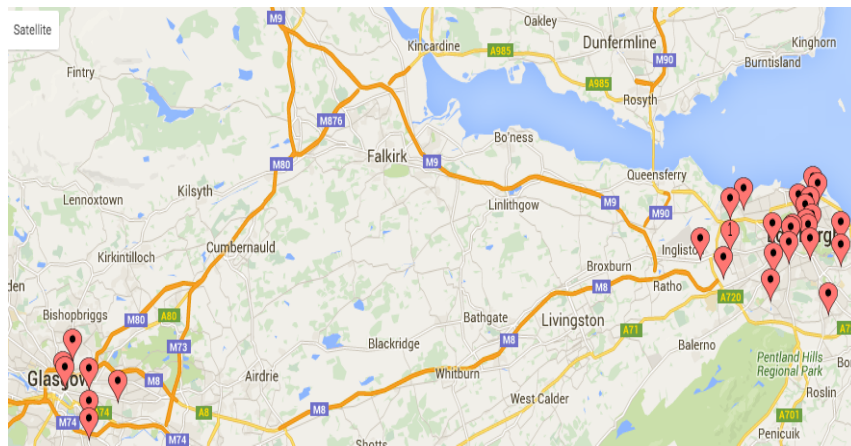 M9
Oakley
Dunfermline
Kinghorn
Satellite
Kincardine
A985
M90
Burntisland
Fintry
A985
Rosyth
M876
Bo'ness
M80
Falkirk
M9
Queensferry
Lennoxtown
Kilsyth
Linlithgow
M9
M90
1
Edinburgh
Cumbernauld
Ingliston
Kirkintilloch
Broxburn
Ratho
M8
A720
Bishopbriggs
M80
A80
Bathgate
Livingston
A71
M73
Blackridge
M8
Balerno
Pentland Hills
Regional Park
Glasgow
M8
Airdrie
Whitburn
West Calder
Roslin
M74
A74
A8
M8
M74
Shotts
A701
Penicuik